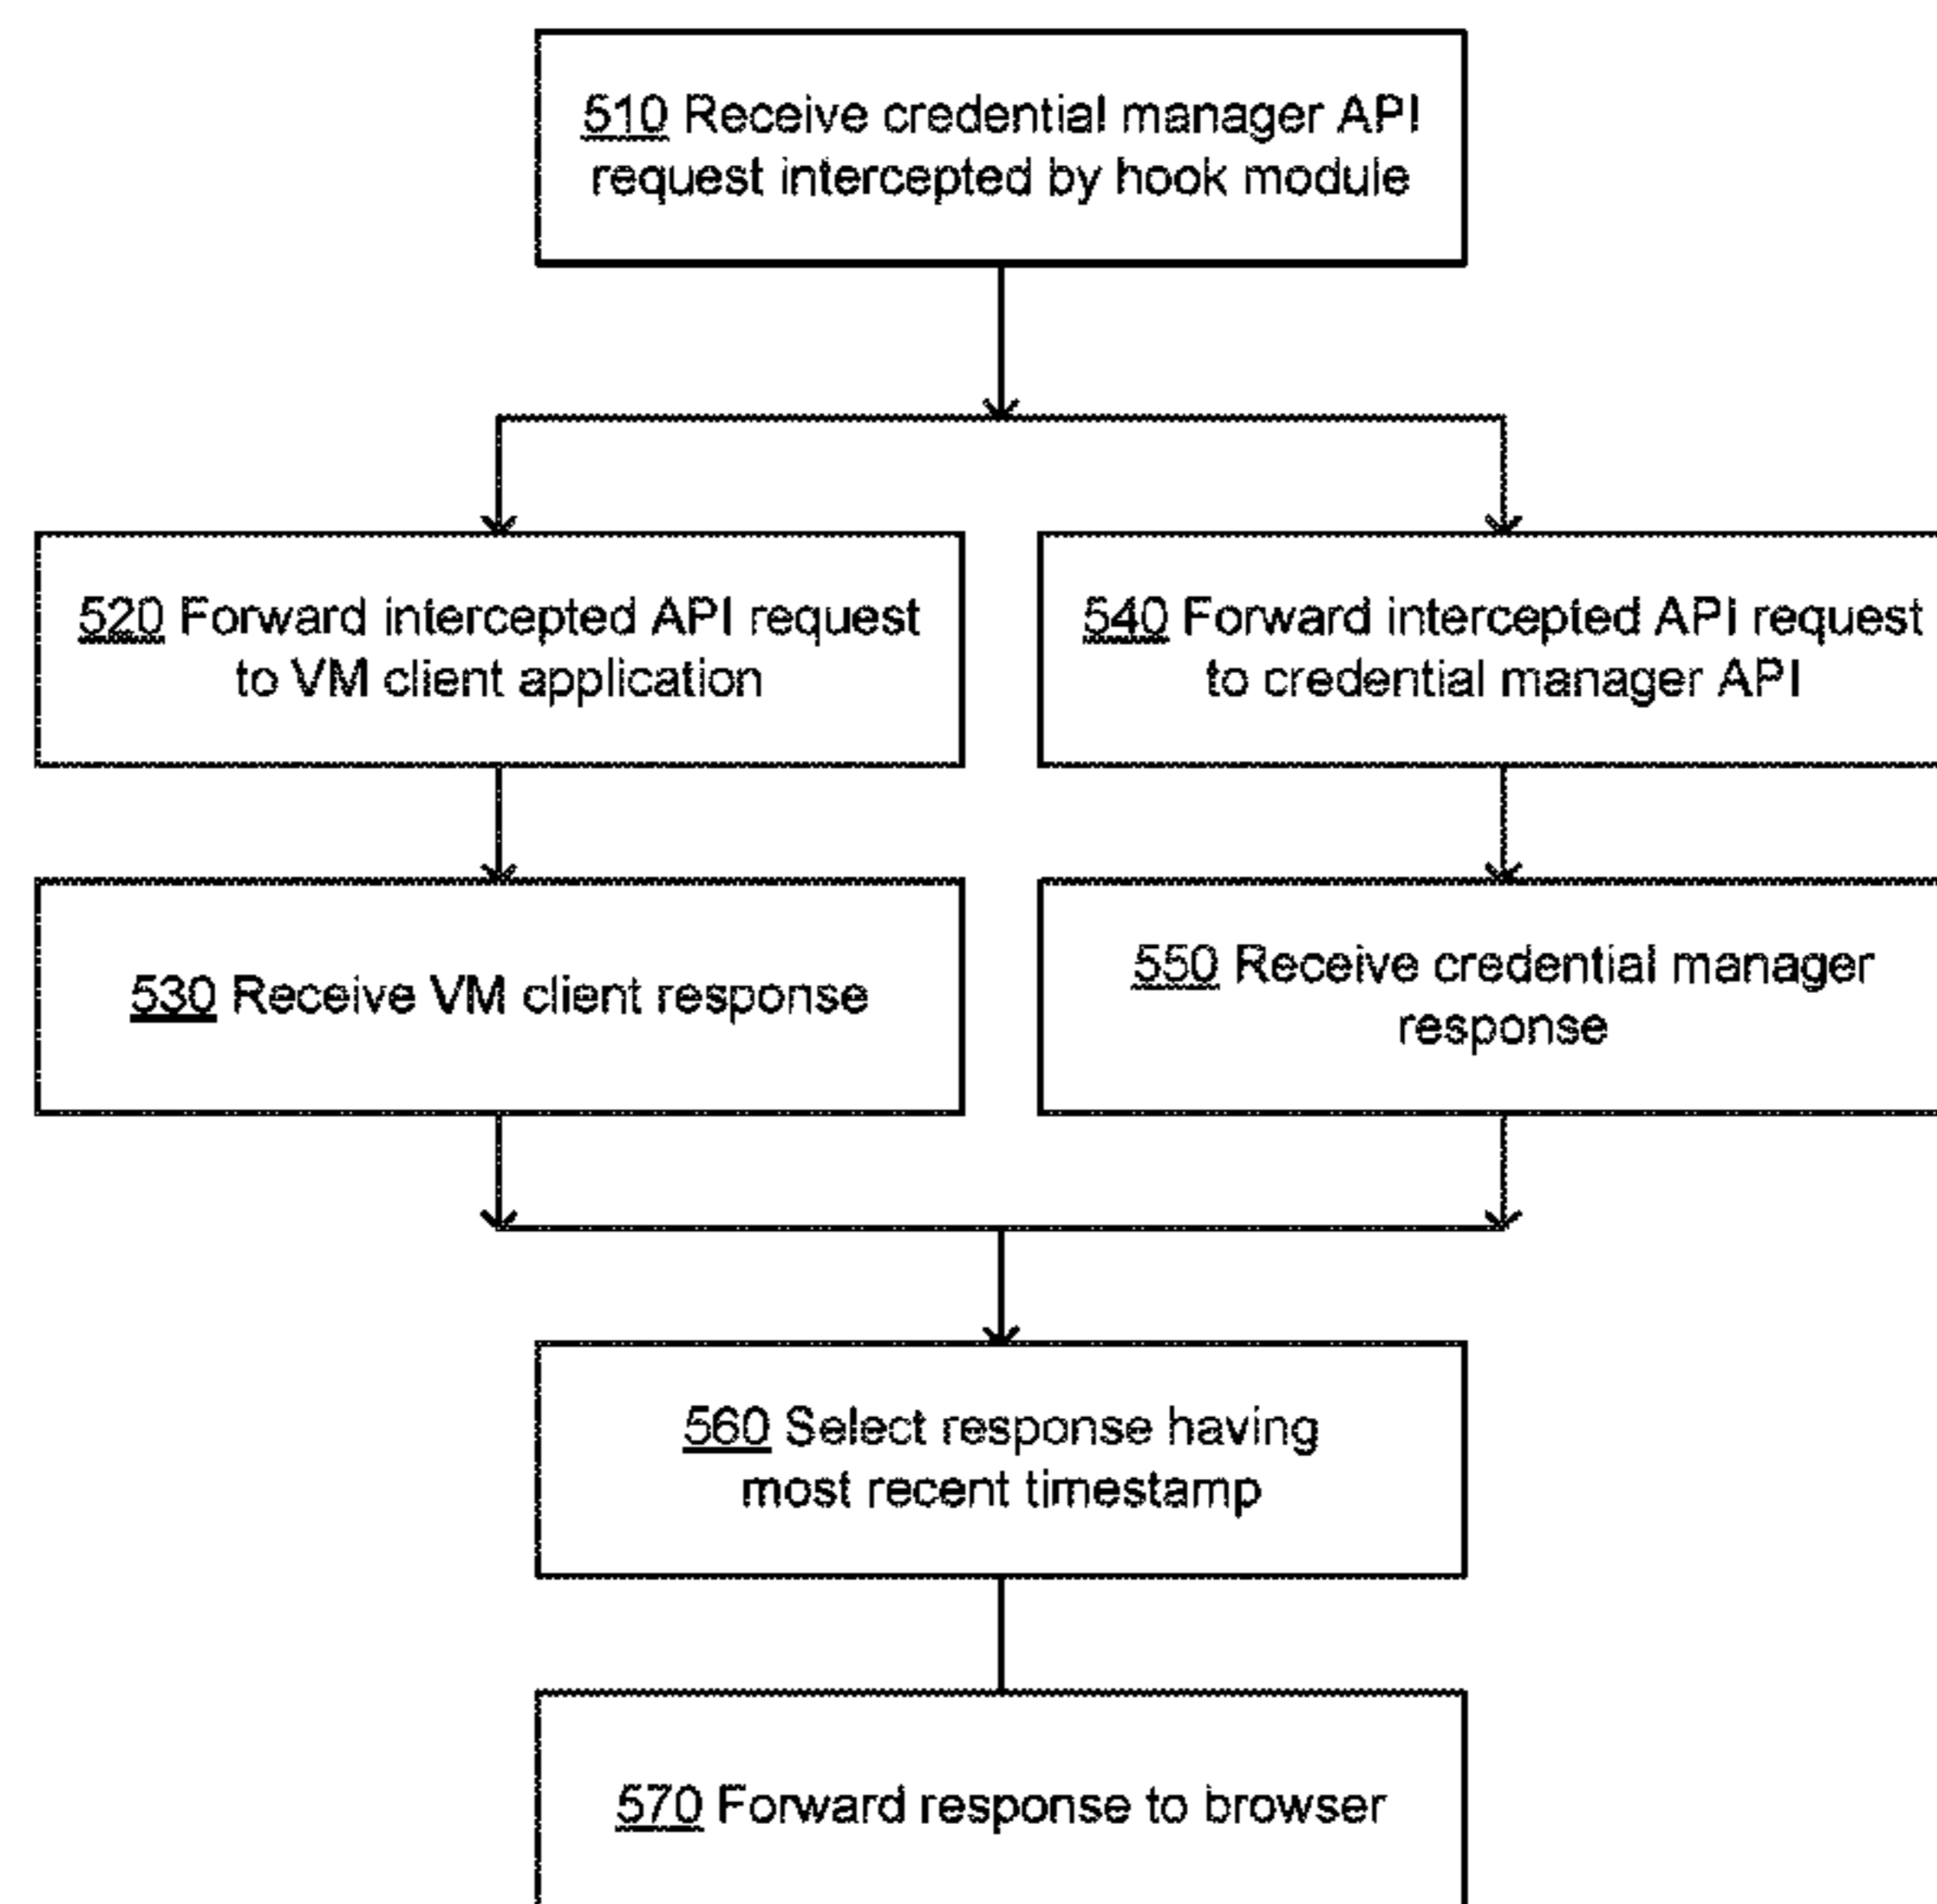 510 Receive credential manager API
request intercepted by hook module
520 Forward intercepted API request
to VM client application
540 Forward intercepted API request
to credential manager API
530 Receive VM client response
550 Receive credential manager
response
560 Select response having
most recent timestamp
570 Forward response to browser